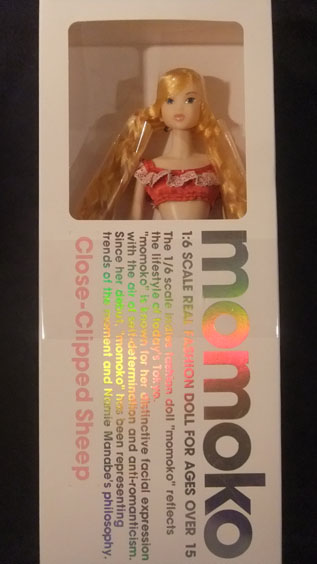 momoko
1:6 SCALE REAL FASHION DOLL FOR AGES OVER 15
The 1/6 scale ladies fashion doll "momoko" reflects
the lifestyle of today's Tokyo.
"momoko" is known for her distinctive facial expression
with the air of self-determination and anti-romanticism.
Since her debut, "momoko" has been representing
trends of the moment and Namie Manabe's philosophy.
Close-Clipped Sheep